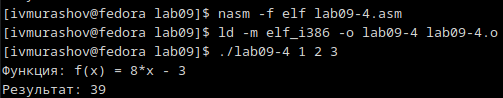 [ivmurashov@fedora lab09]$ nasm -f elf lab09-4.asm
[ivmurashov@fedora lab09]$ ld -m elf_i386 -o lab09-4 lab09-4.o
[ivmurashov@fedora lab09]$ ./lab09-4 1 2 3
Функция: f(x) = 8*x - 3
Результат: 39